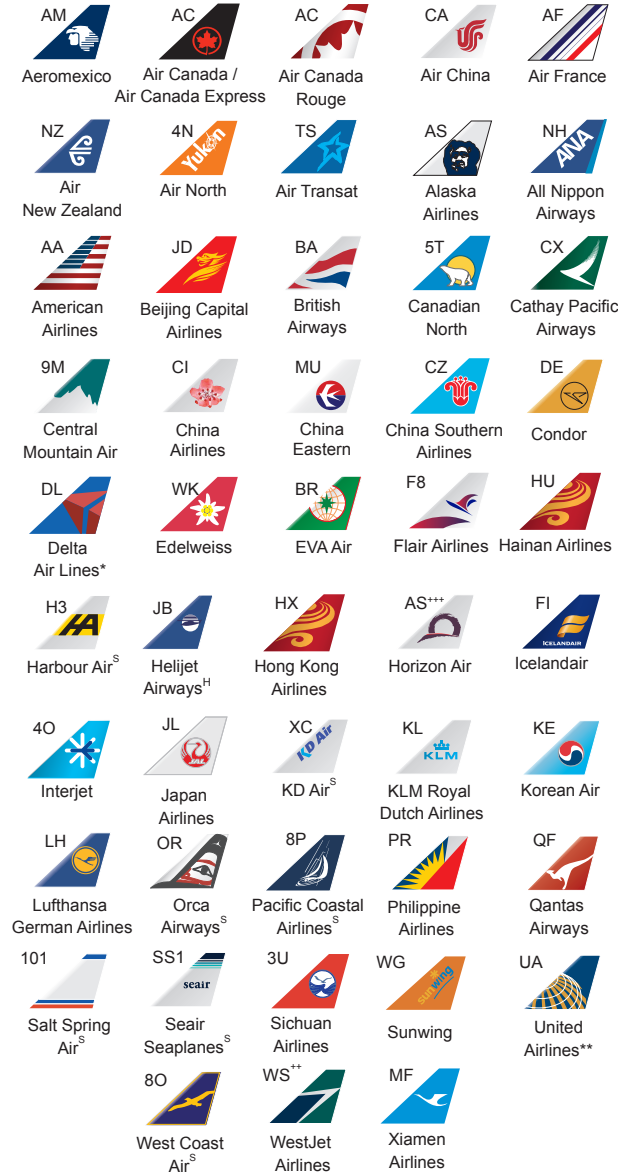 AM AC AC CA AF
Aeromexico Air Canada / Air Canada Air China Air France
Air Canada Express Rouge
NZ 4N TS AS NH
Yukon ANA
Air Air North Air Transat Alaska All Nippon
New Zealand Airlines Airways
AA JD BA 5T CX
American Beijing Capital British Canadian Cathay Pacific
Airlines Airlines Airways North Airways
9M CI MU CZ DE
Central China China China Southern Condor
Mountain Air Airlines Eastern Airlines
DL WK BR F8 HU
Delta Edelweiss EVA Air Flair Airlines Hainan Airlines
Air Lines*
H3 JB HX AS+++ FI
HA ICELANDAIR
Harbour Airˢ Helijet Hong Kong Horizon Air Icelandair
Airwaysᴴ Airlines
4O JL XC KL KE
JAL KD Air KLM
Interjet Japan KD Airˢ KLM Royal Korean Air
Airlines Dutch Airlines
LH OR 8P PR QF
Lufthansa Orca Pacific Coastal Philippine Qantas
German Airlines Airwaysˢ Airlinesˢ Airlines Airways
101 SS1 3U WG UA
seair sunwing
Salt Spring Seair Sichuan Sunwing United
Airˢ Seaplanesˢ Airlines Airlines**
8O WS++ MF
West Coast WestJet Xiamen
Airˢ Airlines Airlines